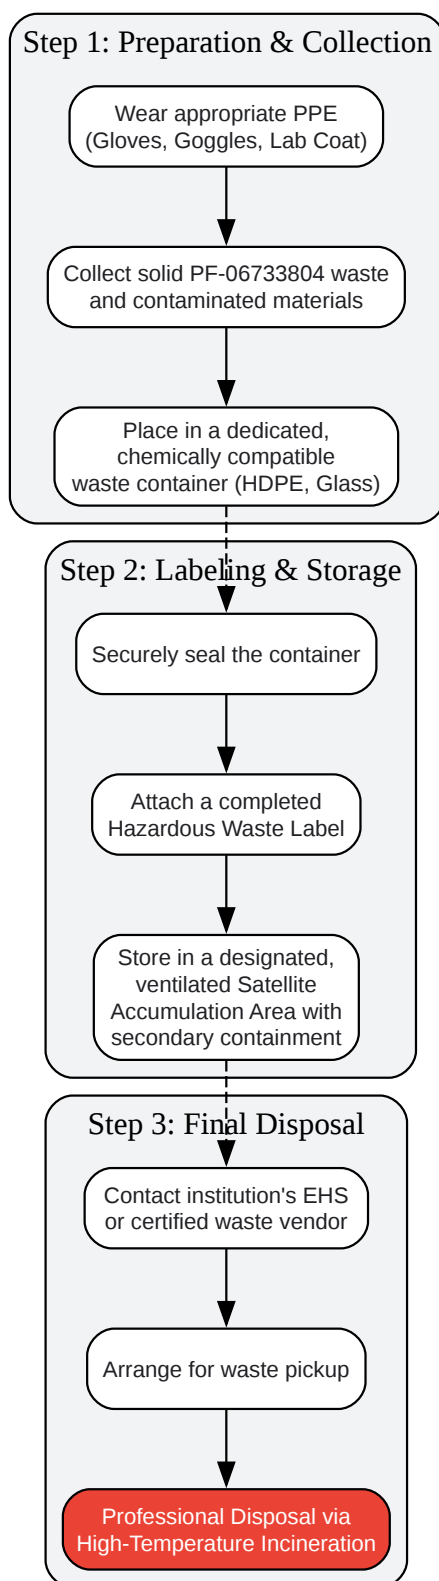 Step 1: Preparation & Collection
Wear appropriate PPE
(Gloves, Goggles, Lab Coat)
Collect solid PF-06733804 waste
and contaminated materials
Place in a dedicated,
chemically compatible
waste container (HDPE, Glass)
Step 2: Labeling & Storage
Securely seal the container
Attach a completed
Hazardous Waste Label
Store in a designated,
ventilated Satellite
Accumulation Area with
secondary containment
Step 3: Final Disposal
Contact institution's EHS
or certified waste vendor
Arrange for waste pickup
Professional Disposal via
High-Temperature Incineration